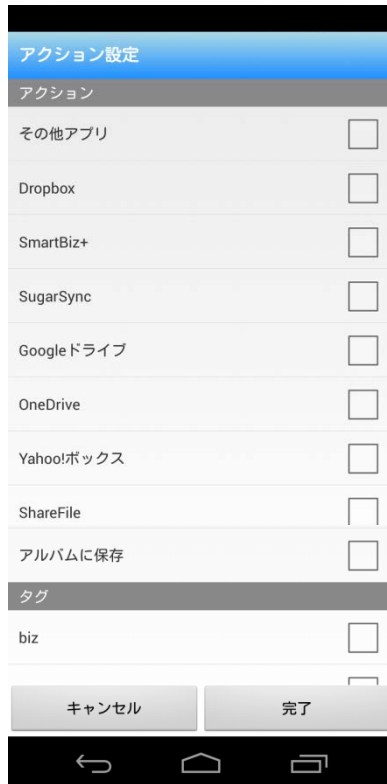 アクション設定
アクション
その他アプリ
Dropbox
SmartBiz+
SugarSync
Googleドライブ
OneDrive
Yahoo!ボックス
ShareFile
アルバムに保存
タグ
biz
キャンセル
完了